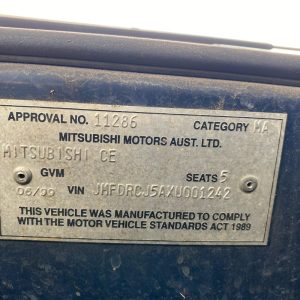 APPROVAL NO. 11286 CATEGORY MA
MITSUBISHI MOTORS AUST. LTD.
MITSUBISHI CE
GVM SEATS 5
06/99 VIN JMFDRCJ5AXU001242
THIS VEHICLE WAS MANUFACTURED TO COMPLY
WITH THE MOTOR VEHICLE STANDARDS ACT 1989